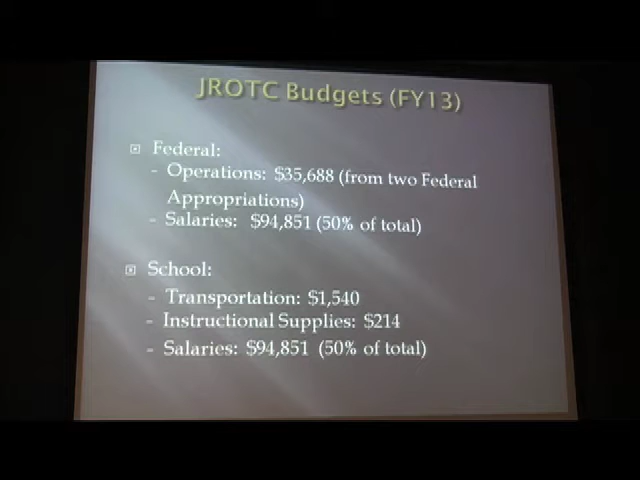 JROTC Budgets (FY13)
Federal:
- Operations: $35,688 (from two Federal
Appropriations)
- Salaries: $94,851 (50% of total)
School:
- Transportation: $1,540
- Instructional Supplies: $214
- Salaries: $94,851 (50% of total)